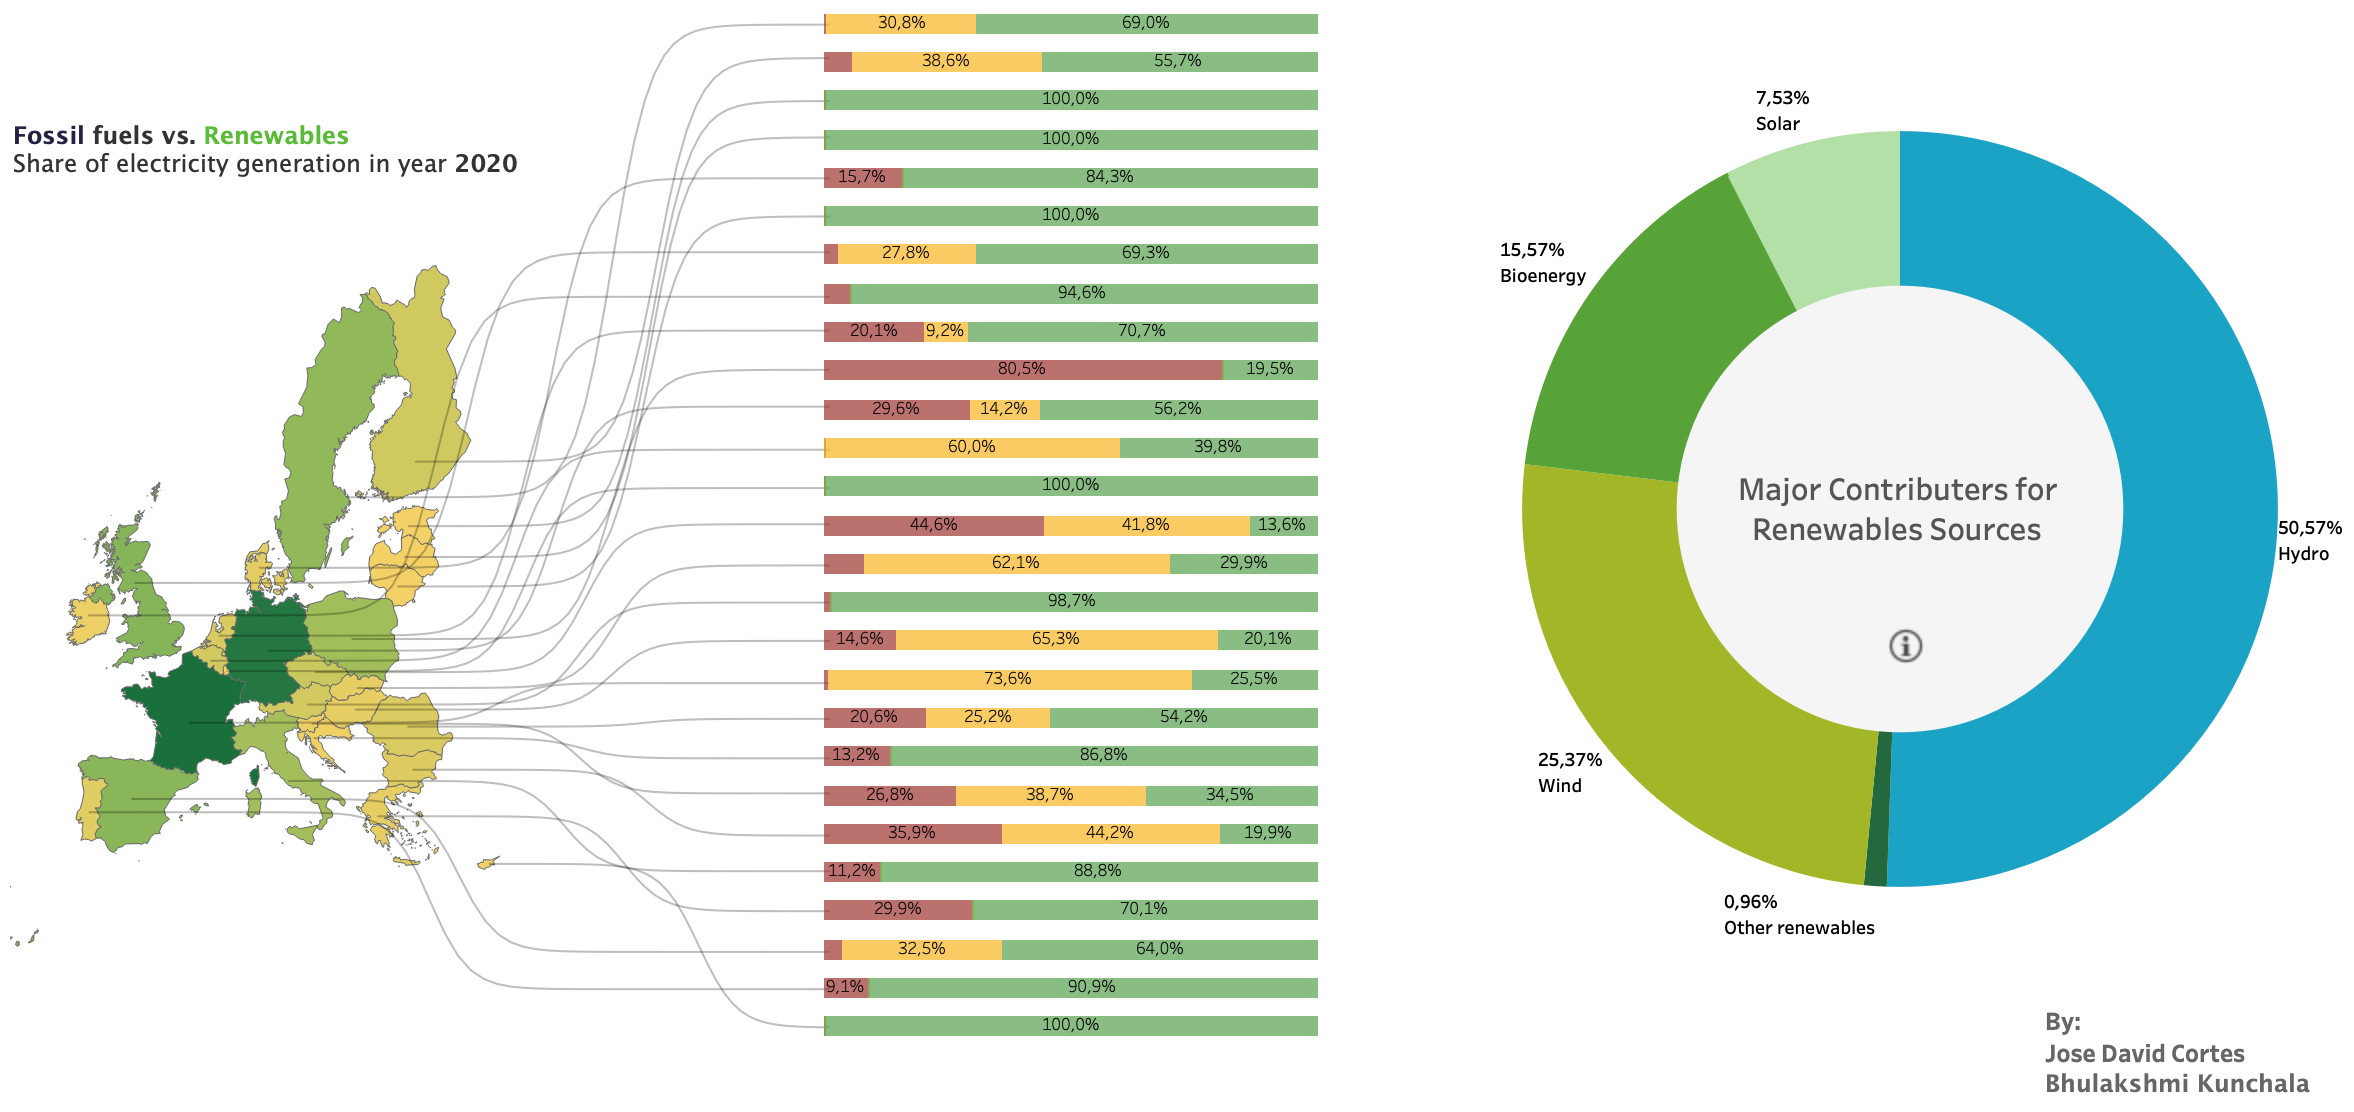 Fossil fuels vs. Renewables
Share of electricity generation in year 2020
30,8% 69,0%
38,6% 55,7%
100,0%
100,0%
15,7% 84,3%
100,0%
27,8% 69,3%
94,6%
20,1% 9,2% 70,7%
80,5% 19,5%
29,6% 14,2% 56,2%
60,0% 39,8%
100,0%
44,6% 41,8% 13,6%
62,1% 29,9%
98,7%
14,6% 65,3% 20,1%
73,6% 25,5%
20,6% 25,2% 54,2%
13,2% 86,8%
26,8% 38,7% 34,5%
35,9% 44,2% 19,9%
11,2% 88,8%
29,9% 70,1%
32,5% 64,0%
9,1% 90,9%
100,0%
7,53%
Solar
15,57%
Bioenergy
Major Contributers for
Renewables Sources
50,57%
Hydro
25,37%
Wind
0,96%
Other renewables
By:
Jose David Cortes
Bhulakshmi Kunchala